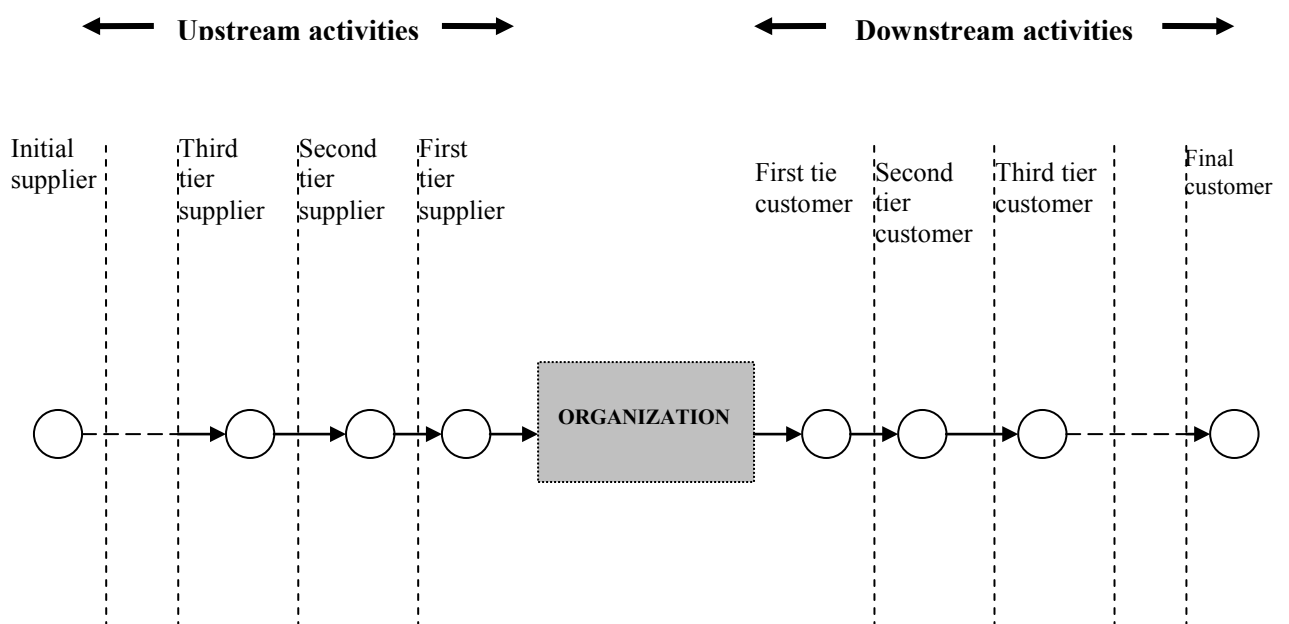 Upstream activities
Downstream activities
Initial
supplier
Third
tier
supplier
Second
tier
supplier
First
tier
supplier
First tie
customer
Second
tier
customer
Third tier
customer
Final
customer
ORGANIZATION